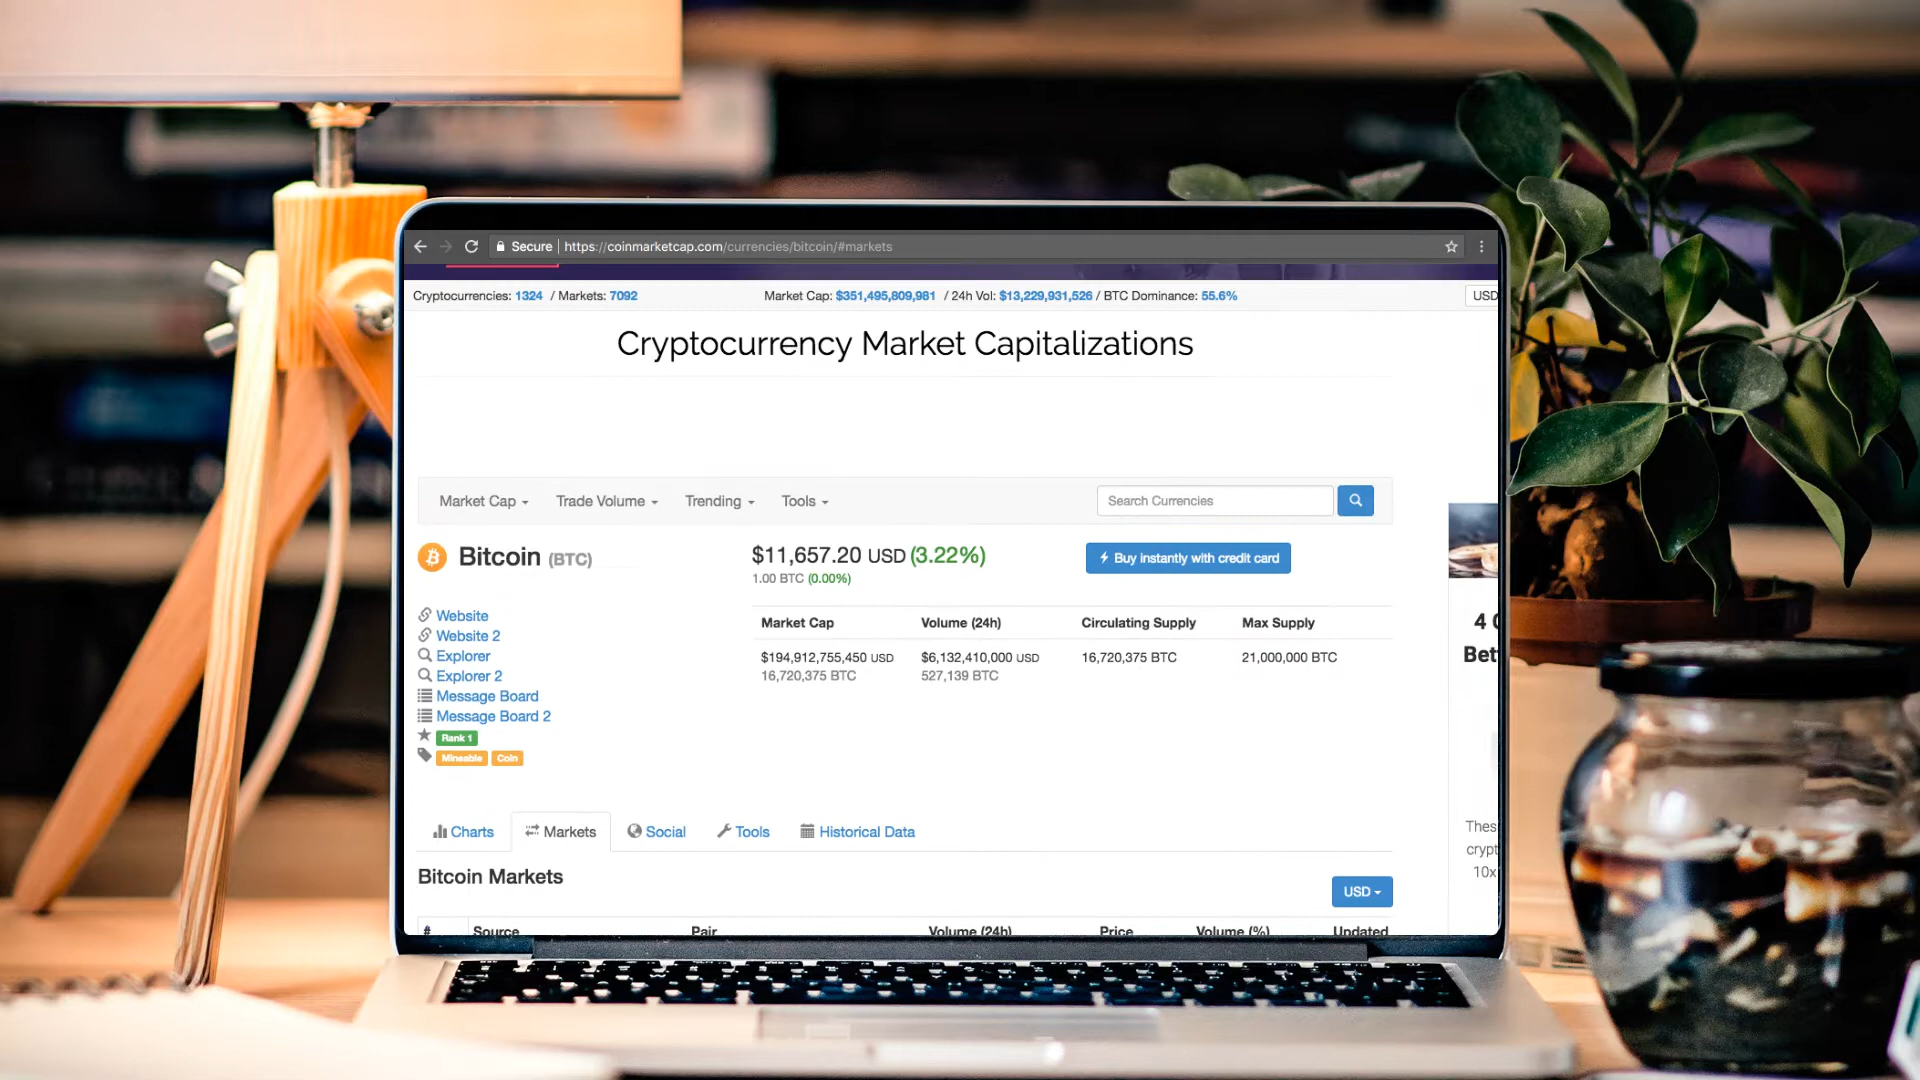 Secure https://coinmarketcap.com/currencies/bitcoin/#markets
Cryptocurrencies: 1324 / Markets: 7092 Market Cap: $351,495,809,981 / 24h Vol: $13,229,931,526 / BTC Dominance: 55.6% USD
Cryptocurrency Market Capitalizations
Market Cap Trade Volume Trending Tools Search Currencies
Bitcoin (BTC) $11,657.20 USD (3.22%) Buy instantly with credit card
1.00 BTC (0.00%)
Website
Website 2
Explorer
Explorer 2
Message Board
Message Board 2
Rank 1
Mineable Coin
Market Cap Volume (24h) Circulating Supply Max Supply
$194,912,755,450 USD $6,132,410,000 USD 16,720,375 BTC 21,000,000 BTC
16,720,375 BTC 527,139 BTC
4
Bet
Thes
crypt
10x
Charts Markets Social Tools Historical Data
Bitcoin Markets
USD
# Source Pair Volume (24h) Price Volume (%) Updated